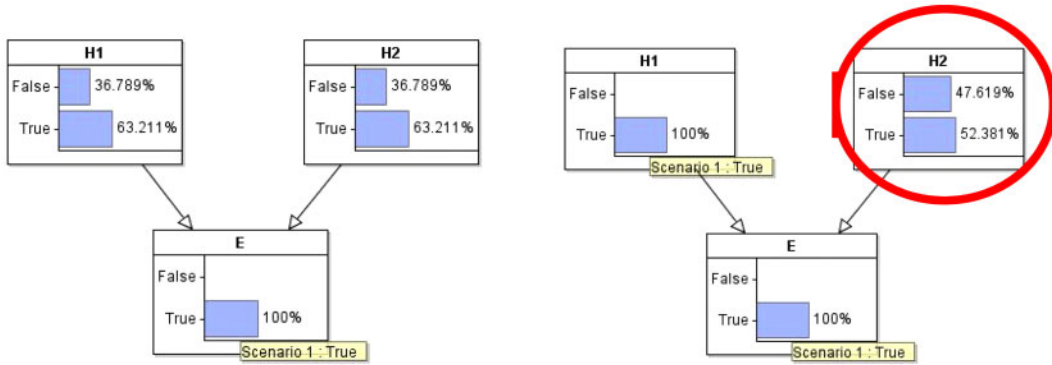 H1
False
36.789%
True
63.211%
H2
False
36.789%
True
63.211%
E
False
True
100%
Scenario 1 : True
H1
False
True
100%
Scenario 1 : True
H2
False
47.619%
True
52.381%
E
False
True
100%
Scenario 1 : True